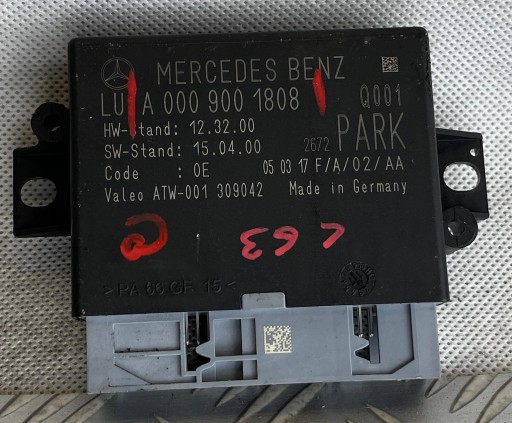 MERCEDES BENZ
LU A 000 900 1808 Q001
HW-Stand: 12.32.00 2672 PARK
SW-Stand: 15.04.00
Code : 0E 05 03 17 F/A/02/AA
Valeo ATW-001 309042 Made in Germany
C63
>PA 66 GF 15<